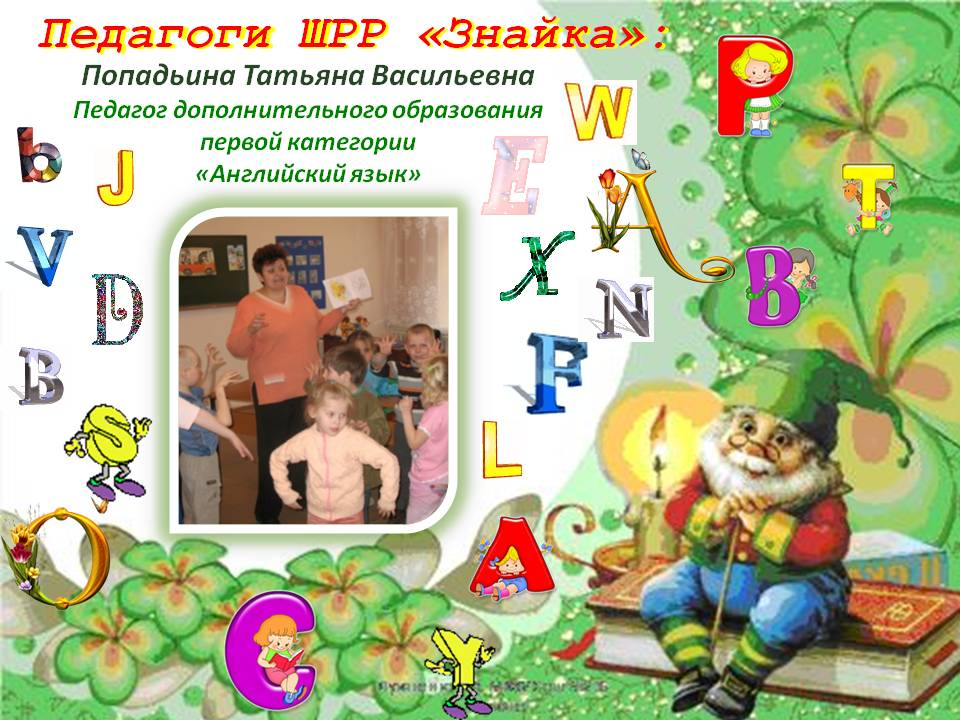 Педагоги ШРР «Знайка»:
Попадьина Татьяна Васильевна
Педагог дополнительного образования
первой категории
«Английский язык»
W
P
b
J
E
A
T
V
X
B
D
N
B
F
S
L
O
A
C
Y